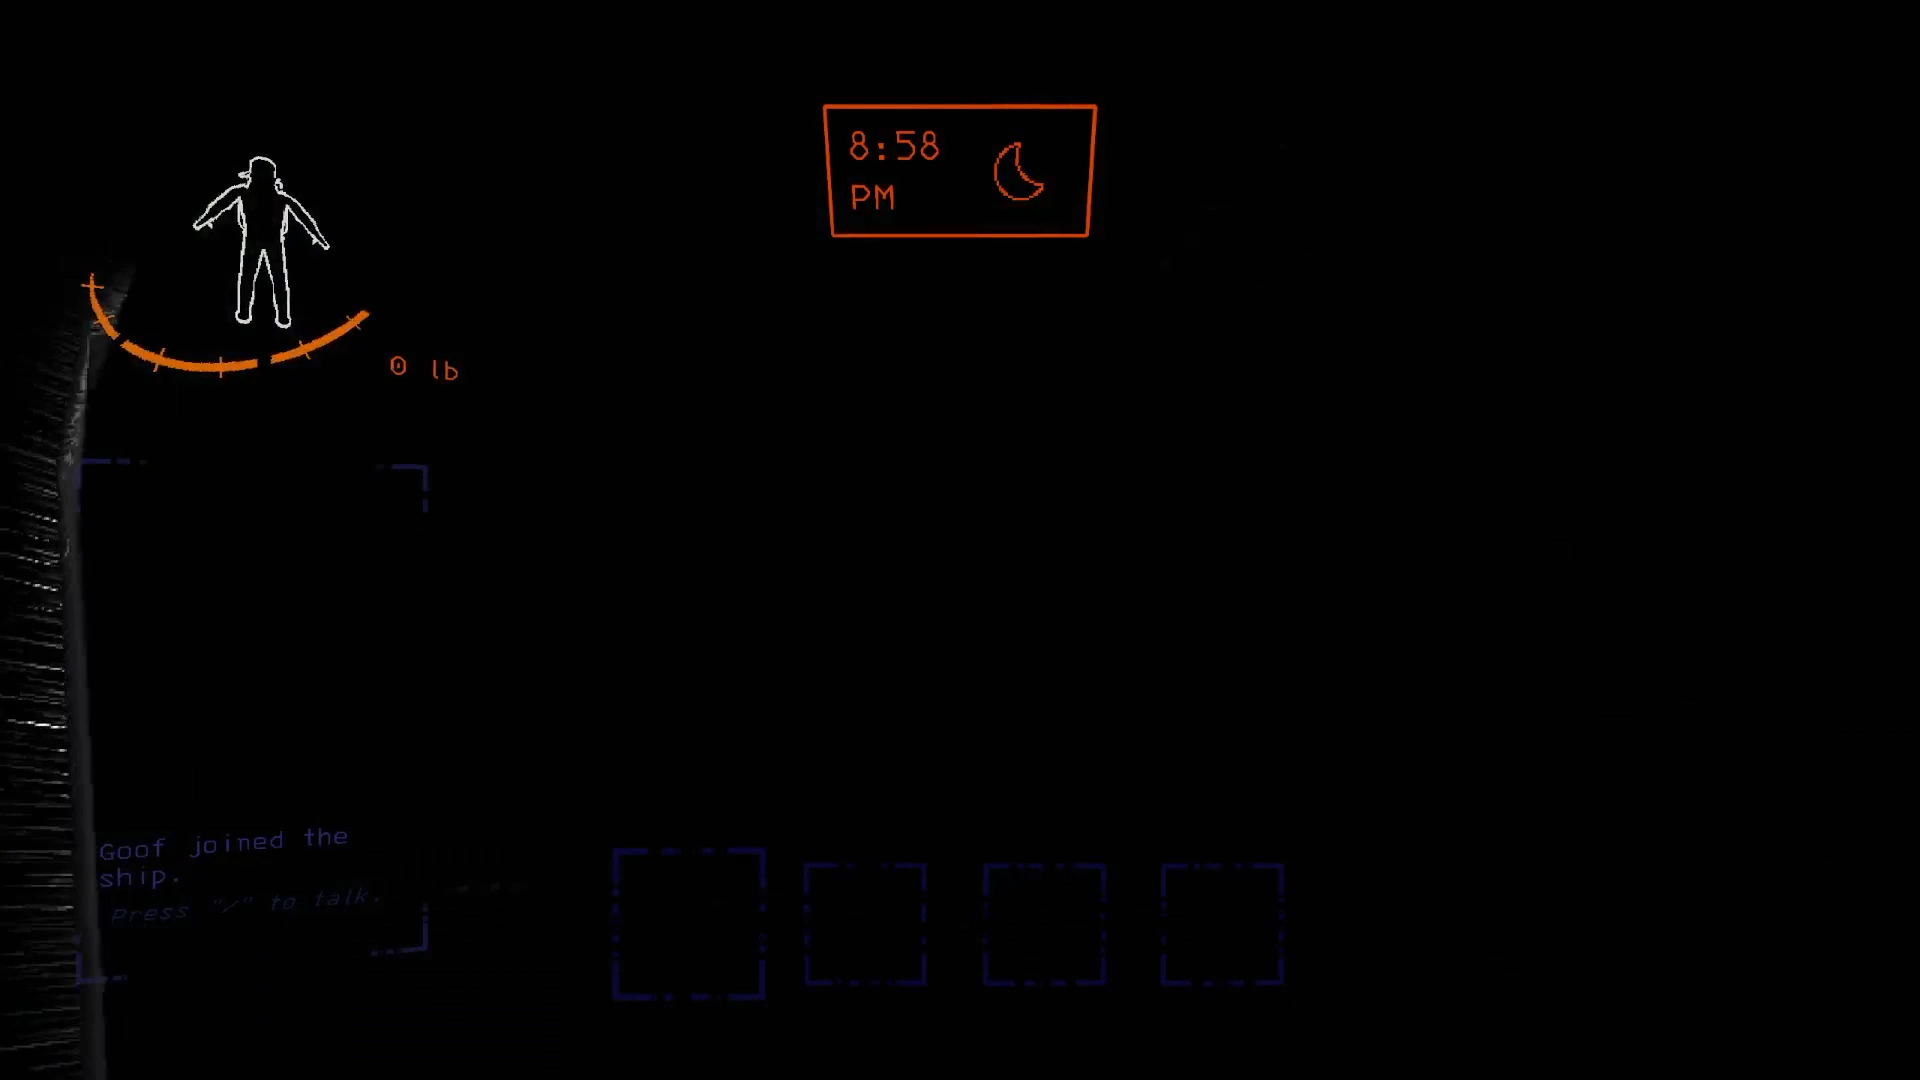 8:58
PM
0 lb
Goof joined the
ship.
Press "/" to talk.